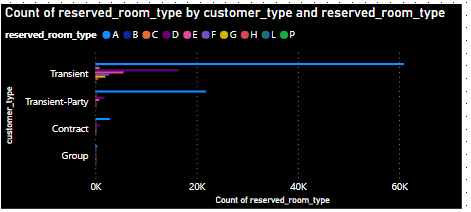 Count of reserved_room_type by customer_type and reserved_room_type
reserved_room_type A B C D E F G H L P
Transient
Transient-Party
Contract
Group
customer_type
0K 20K 40K 60K
Count of reserved_room_type